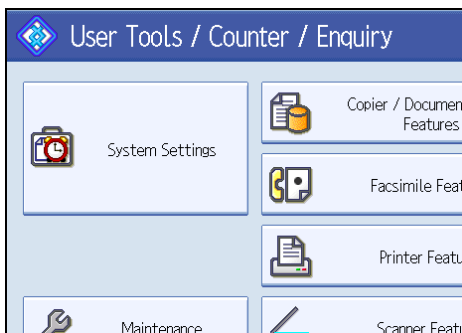 User Tools / Counter / Enquiry
System Settings
Copier / Documen
Features
Facsimile Feat
Printer Featu
Maintenance
Scanner Featu